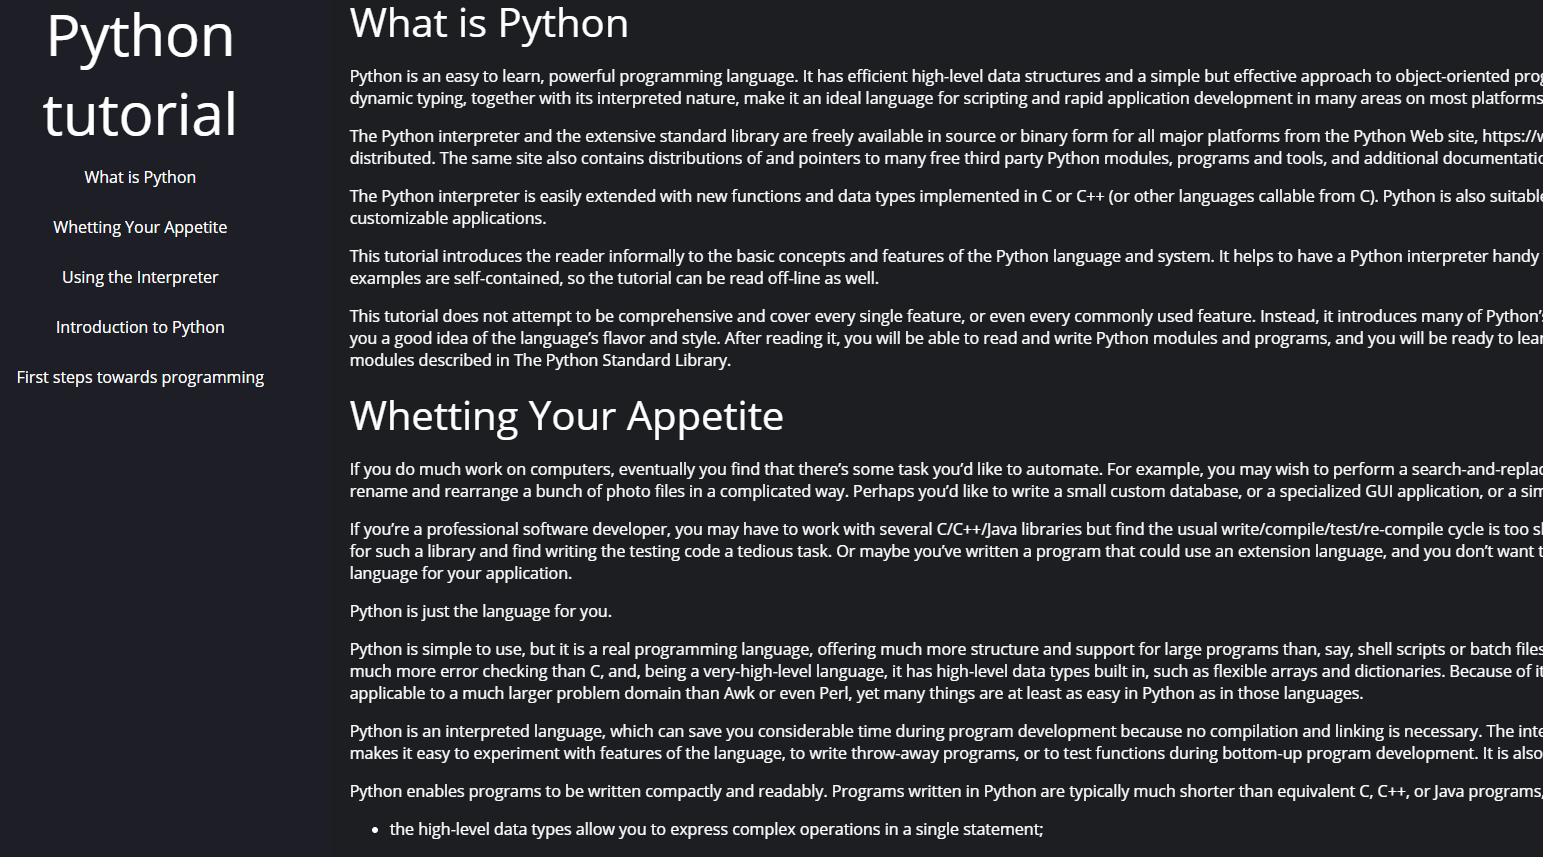 Python
tutorial
What is Python
Whetting Your Appetite
Using the Interpreter
Introduction to Python
First steps towards programming
What is Python
Python is an easy to learn, powerful programming language. It has efficient high-level data structures and a simple but effective approach to object-oriented
dynamic typing, together with its interpreted nature, make it an ideal language for scripting and rapid application development in many areas on most platforms
The Python interpreter and the extensive standard library are freely available in source or binary form for all major platforms from the Python Web site, https://
distributed. The same site also contains distributions of and pointers to many free third party Python modules, programs and tools, and additional
The Python interpreter is easily extended with new functions and data types implemented in C or C++ (or other languages callable from C). Python is also
customizable applications.
This tutorial introduces the reader informally to the basic concepts and features of the Python language and system. It helps to have a Python interpreter handy
examples are self-contained, so the tutorial can be read off-line as well.
This tutorial does not attempt to be comprehensive and cover every single feature, or even every commonly used feature. Instead, it introduces many of Python’s
you a good idea of the language’s flavor and style. After reading it, you will be able to read and write Python modules and programs, and you will be ready to
modules described in The Python Standard Library.
Whetting Your Appetite
If you do much work on computers, eventually you find that there’s some task you’d like to automate. For example, you may wish to perform a
rename and rearrange a bunch of photo files in a complicated way. Perhaps you’d like to write a small custom database, or a specialized GUI application, or a
If you’re a professional software developer, you may have to work with several C/C++/Java libraries but find the usual write/compile/test/re-compile cycle is too
for such a library and find writing the testing code a tedious task. Or maybe you’ve written a program that could use an extension language, and you don’t want
language for your application.
Python is just the language for you.
Python is simple to use, but it is a real programming language, offering much more structure and support for large programs than, say, shell scripts or batch files
much more error checking than C, and, being a very-high-level language, it has high-level data types built in, such as flexible arrays and dictionaries. Because of
applicable to a much larger problem domain than Awk or even Perl, yet many things are at least as easy in Python as in those languages.
Python is an interpreted language, which can save you considerable time during program development because no compilation and linking is necessary. The
makes it easy to experiment with features of the language, to write throw-away programs, or to test functions during bottom-up program development. It is also
Python enables programs to be written compactly and readably. Programs written in Python are typically much shorter than equivalent C, C++, or Java programs,
• the high-level data types allow you to express complex operations in a single statement;